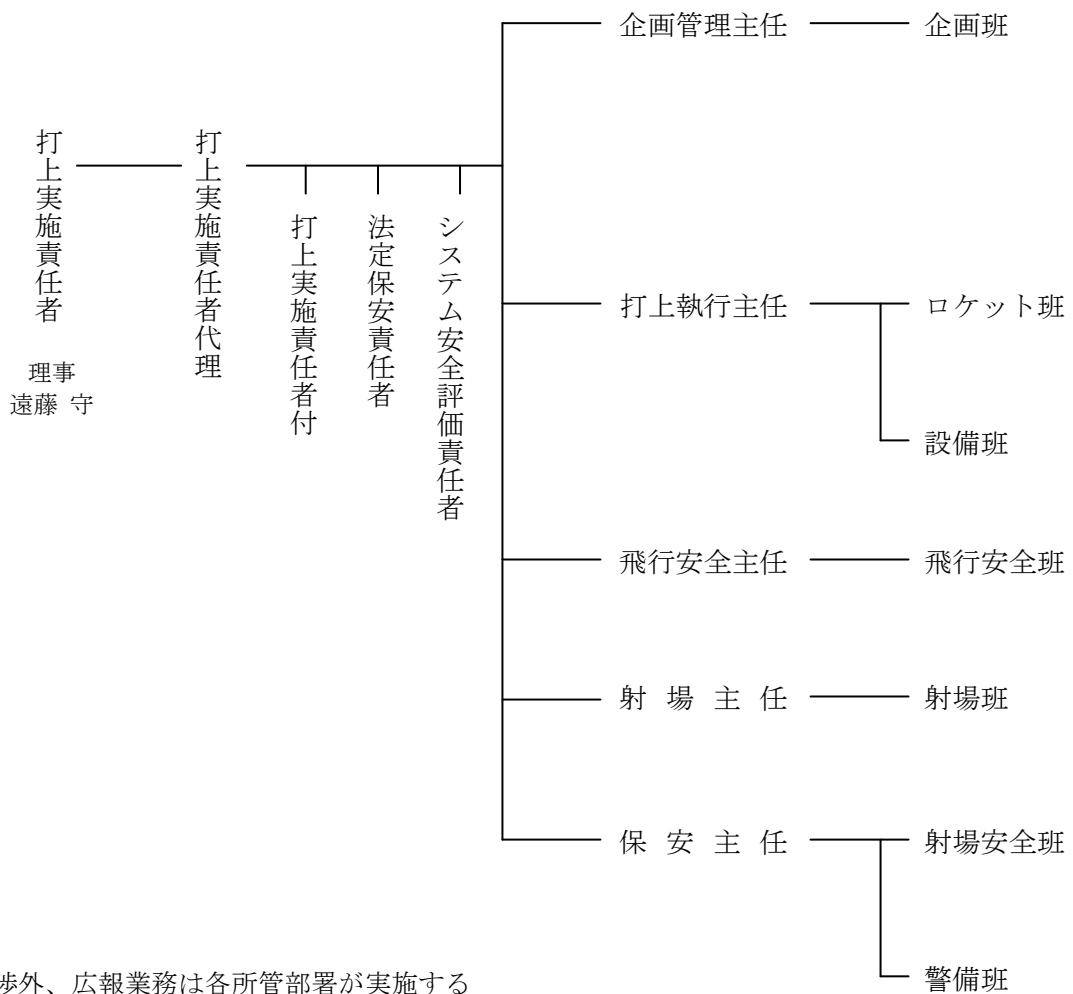 打上実施責任者
理事
遠藤 守
打上実施責任者代理
打上実施責任者付
法定保安責任者
システム安全評価責任者
企画管理主任
企画班
打上執行主任
ロケット班
設備班
飛行安全主任
飛行安全班
射場主任
射場班
保安主任
射場安全班
警備班
渉外、広報業務は各所管部署が実施する